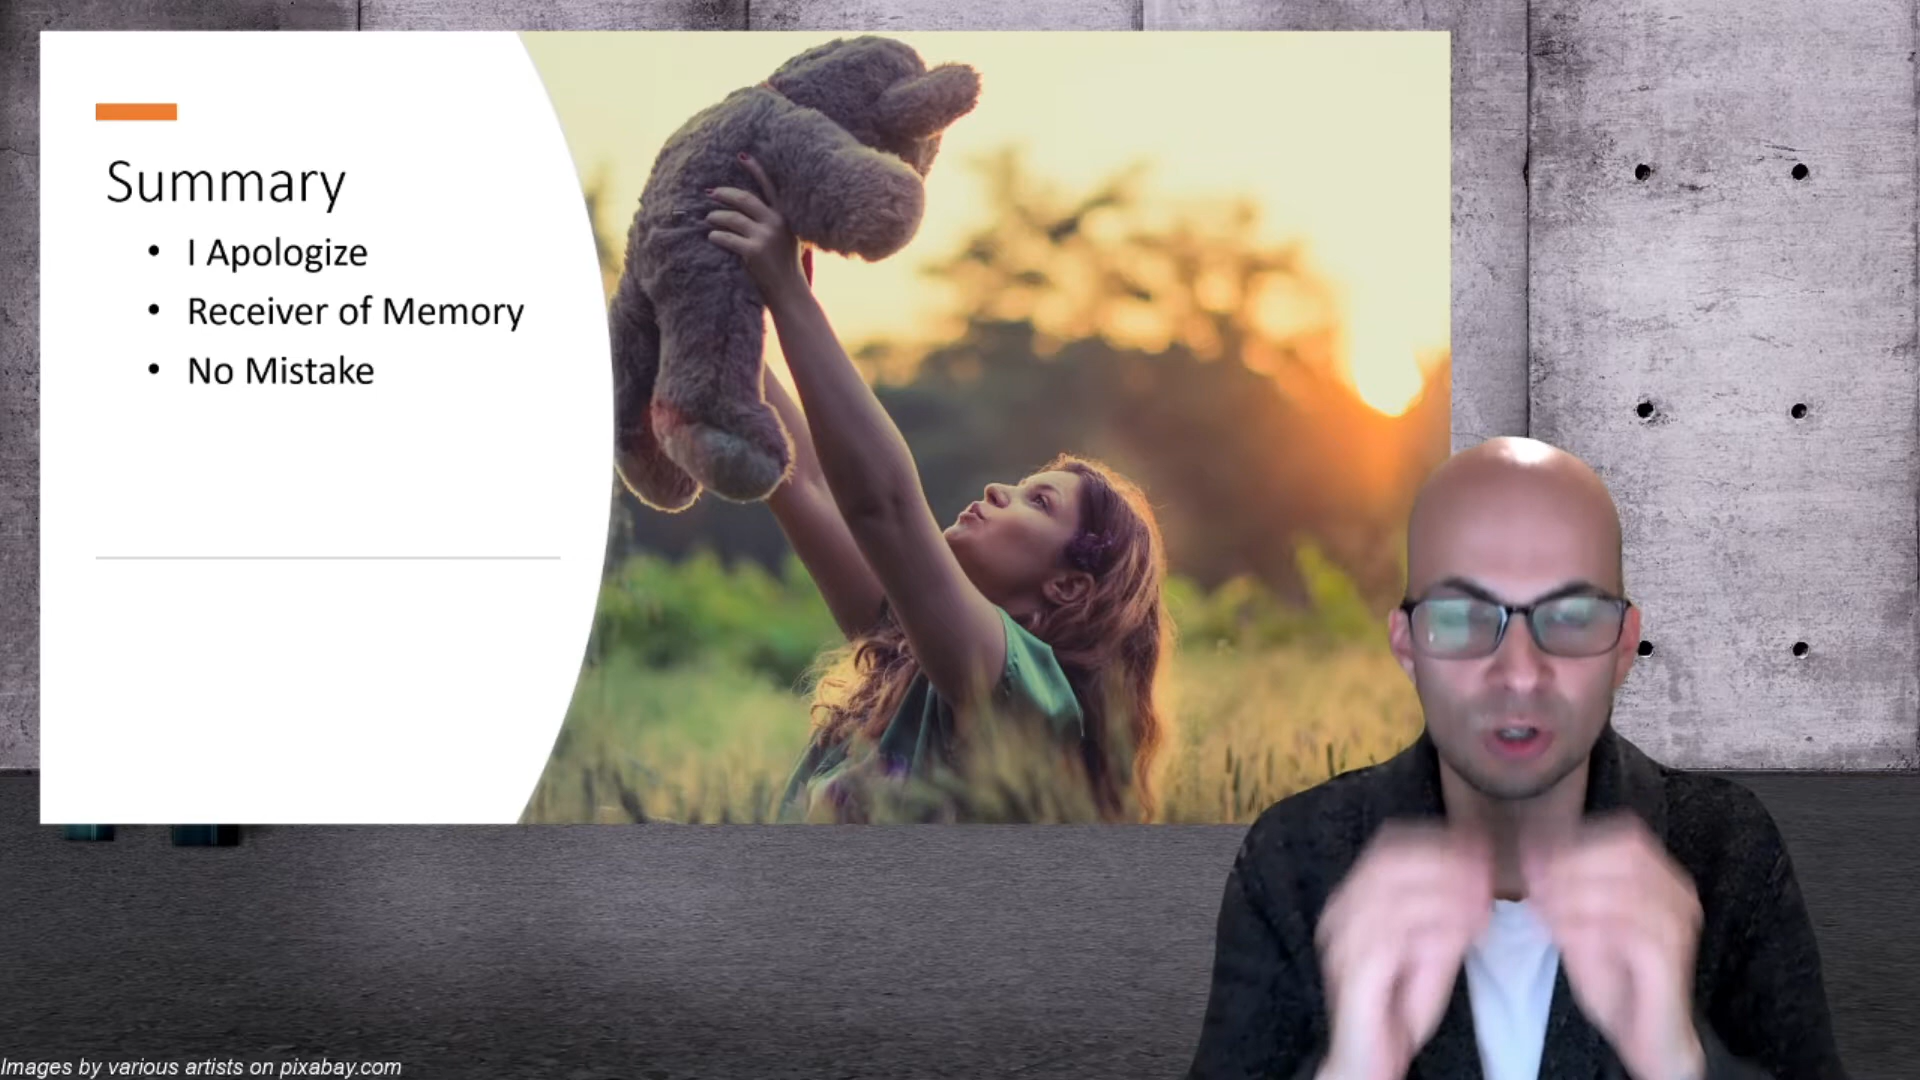 Summary
• I Apologize
• Receiver of Memory
• No Mistake
Images by various artists on pixabay.com